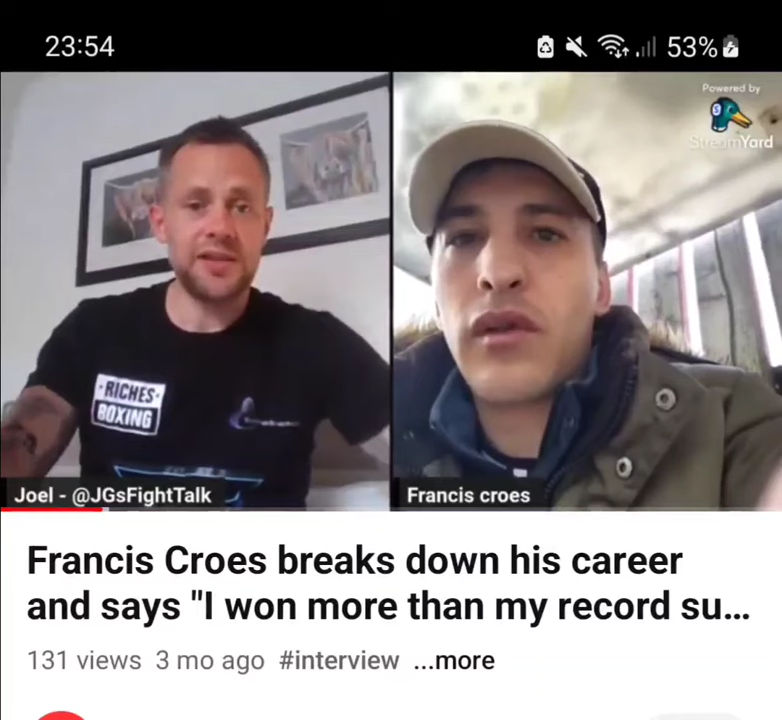 23:54
53%
Powered by
StreamYard
RICHES
BOXING
Joel - @JGsFightTalk
Francis croes
Francis Croes breaks down his career
and says "I won more than my record su...
131 views 3 mo ago #interview ...more